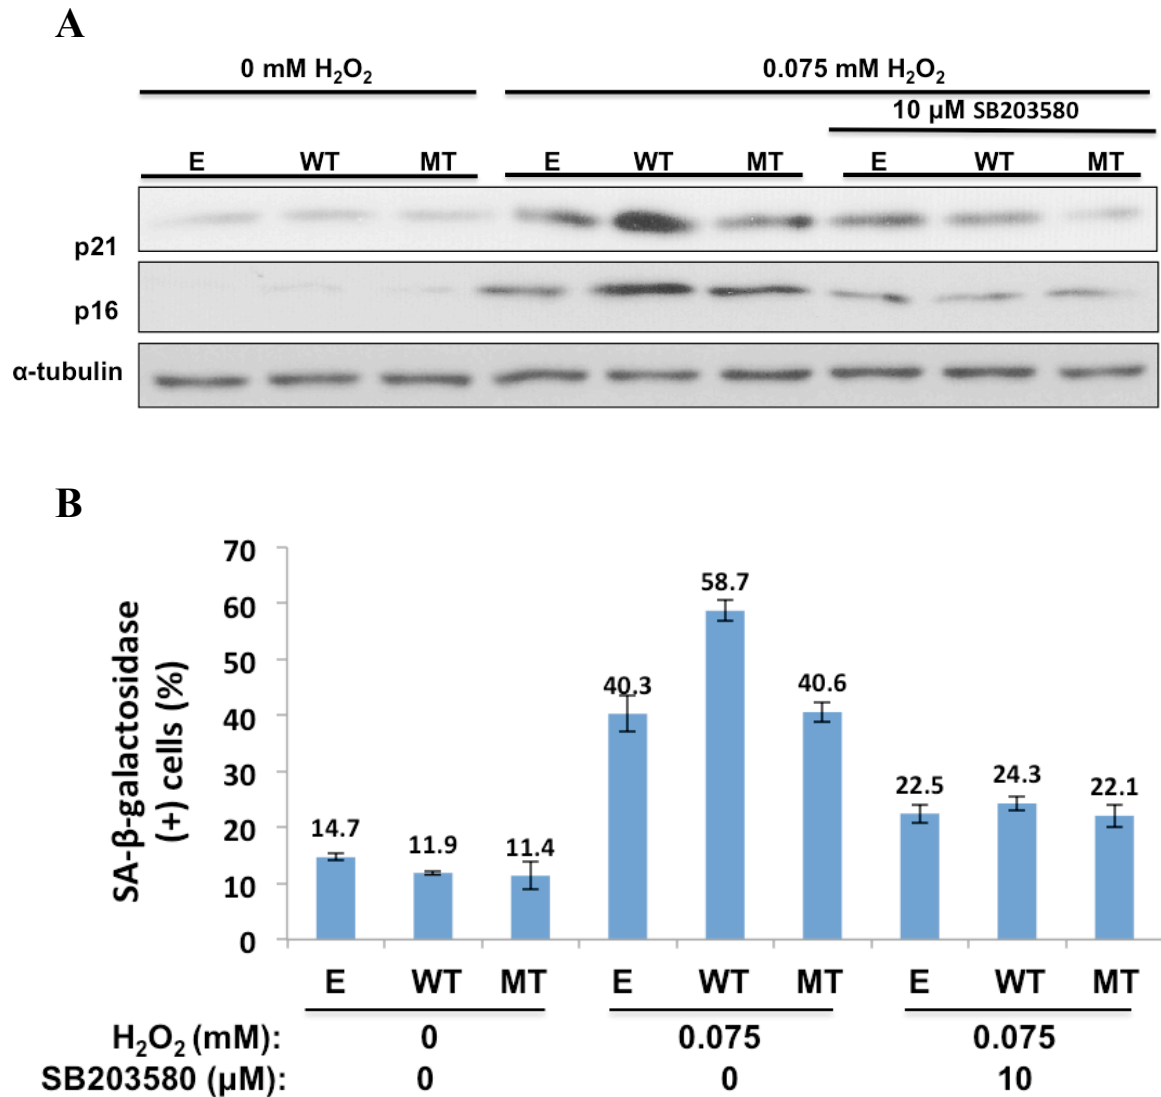 A
0 mM H₂O₂ 0.075 mM H₂O₂
10 µM SB203580
E WT MT E WT MT E WT MT
p21
p16
α-tubulin
B
SA-β-galactosidase
(+) cells (%)
70
60
50
40
30
20
10
0
14.7 11.9 11.4 40.3 58.7 40.6 22.5 24.3 22.1
E WT MT E WT MT E WT MT
H₂O₂ (mM): 0 0.075 0.075
SB203580 (µM): 0 0 10